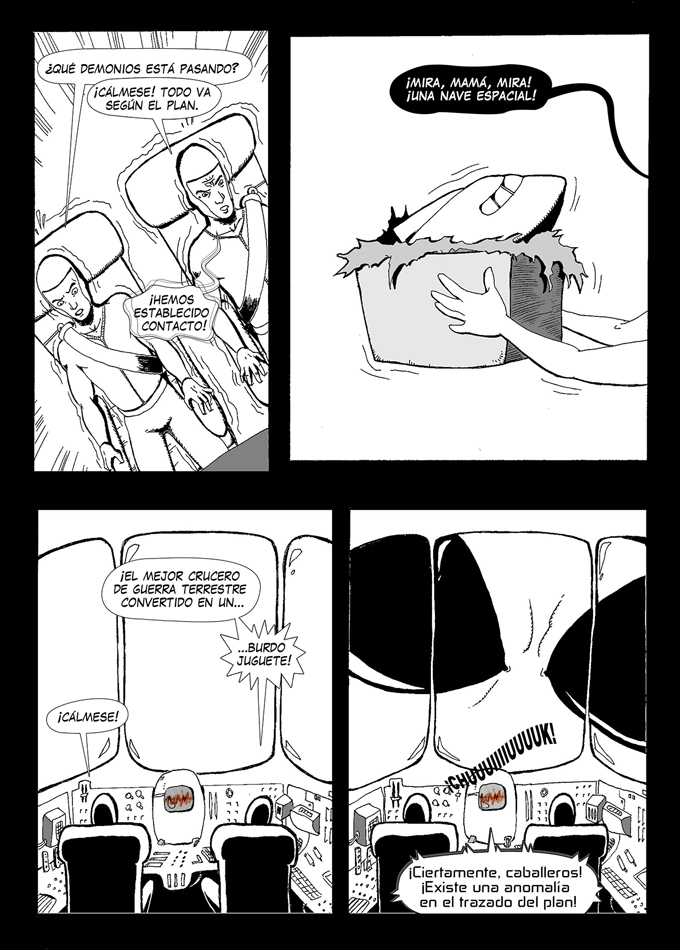 ¿QUÉ DEMONIOS ESTÁ PASANDO?
¡CÁLMESE! TODO VA
SEGÚN EL PLAN.
¡HEMOS
ESTABLECIDO
CONTACTO!
¡MIRA, MAMÁ, MIRA!
¡UNA NAVE ESPACIAL!
¡EL MEJOR CRUCERO
DE GUERRA TERRESTRE
CONVERTIDO EN UN...
...BURDO
JUGUETE!
¡CÁLMESE!
¡CHUUUIIIIUUUUK!
¡Ciertamente, caballeros!
¡Existe una anomalía
en el trazado del plan!